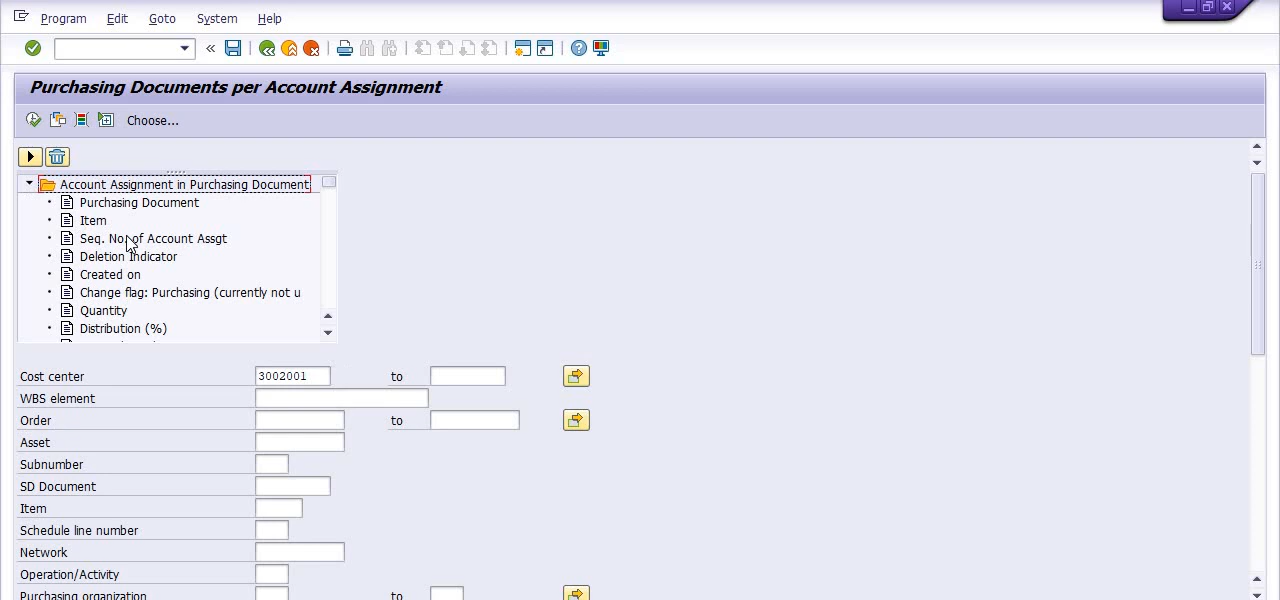 Program Edit Goto System Help
Purchasing Documents per Account Assignment
Choose...
Account Assignment in Purchasing Document
Purchasing Document
Item
Seq. No. of Account Assgt
Deletion Indicator
Created on
Change flag: Purchasing (currently not u
Quantity
Distribution (%)
Cost center 3002001 to
WBS element
Order to
Asset
Subnumber
SD Document
Item
Schedule line number
Network
Operation/Activity
Purchasing organization to